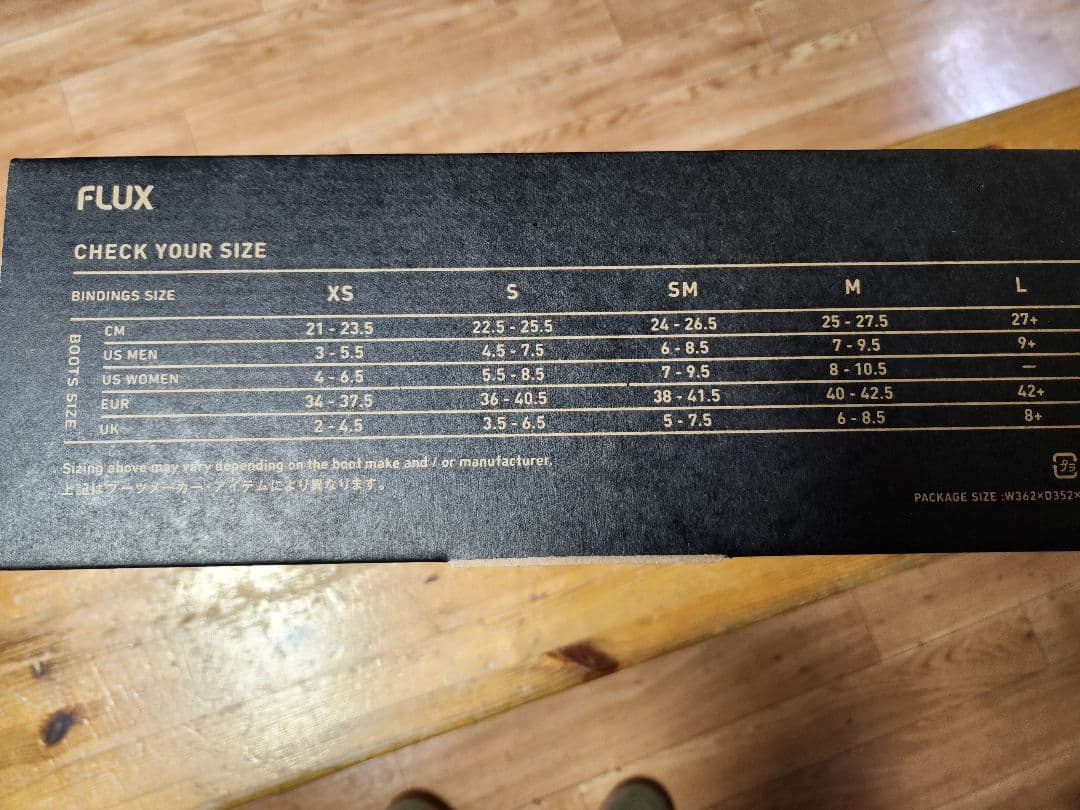 FLUX
CHECK YOUR SIZE
BINDINGS SIZE XS S SM M L
BOOTS SIZE
CM 21 - 23.5 22.5 - 25.5 24 - 26.5 25 - 27.5 27+
US MEN 3 - 5.5 4.5 - 7.5 6 - 8.5 7 - 9.5 9+
US WOMEN 4 - 6.5 5.5 - 8.5 7 - 9.5 8 - 10.5 —
EUR 34 - 37.5 36 - 40.5 38 - 41.5 40 - 42.5 42+
UK 2 - 4.5 3.5 - 6.5 5 - 7.5 6 - 8.5 8+
Sizing above may vary depending on the boot make and / or manufacturer.
上記はブーツメーカー・アイテムにより異なります。
プラ
PACKAGE SIZE :W362×D352×